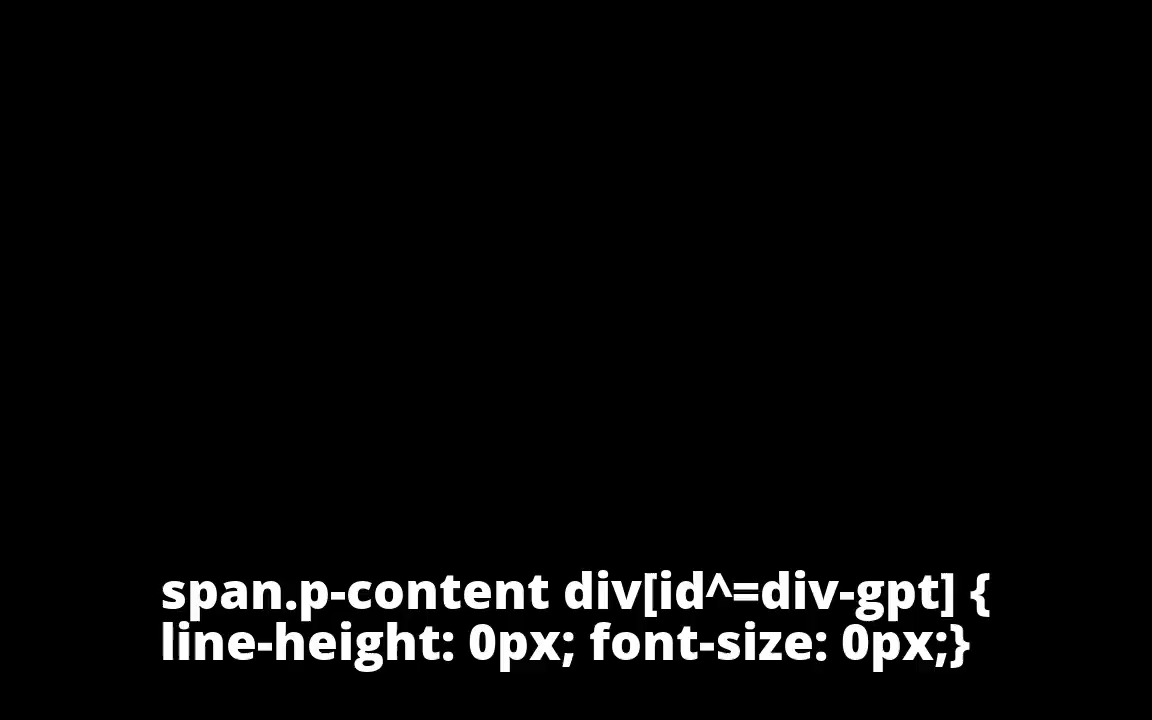 span.p-content div[id^=div-gpt] {
line-height: 0px; font-size: 0px;}